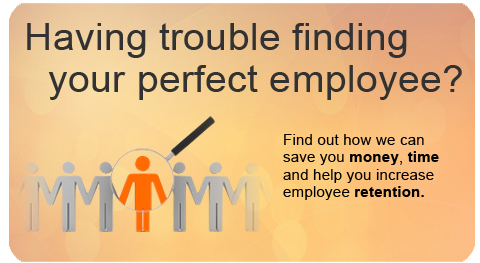 Having trouble finding
your perfect employee?
Find out how we can
save you money, time
and help you increase
employee retention.